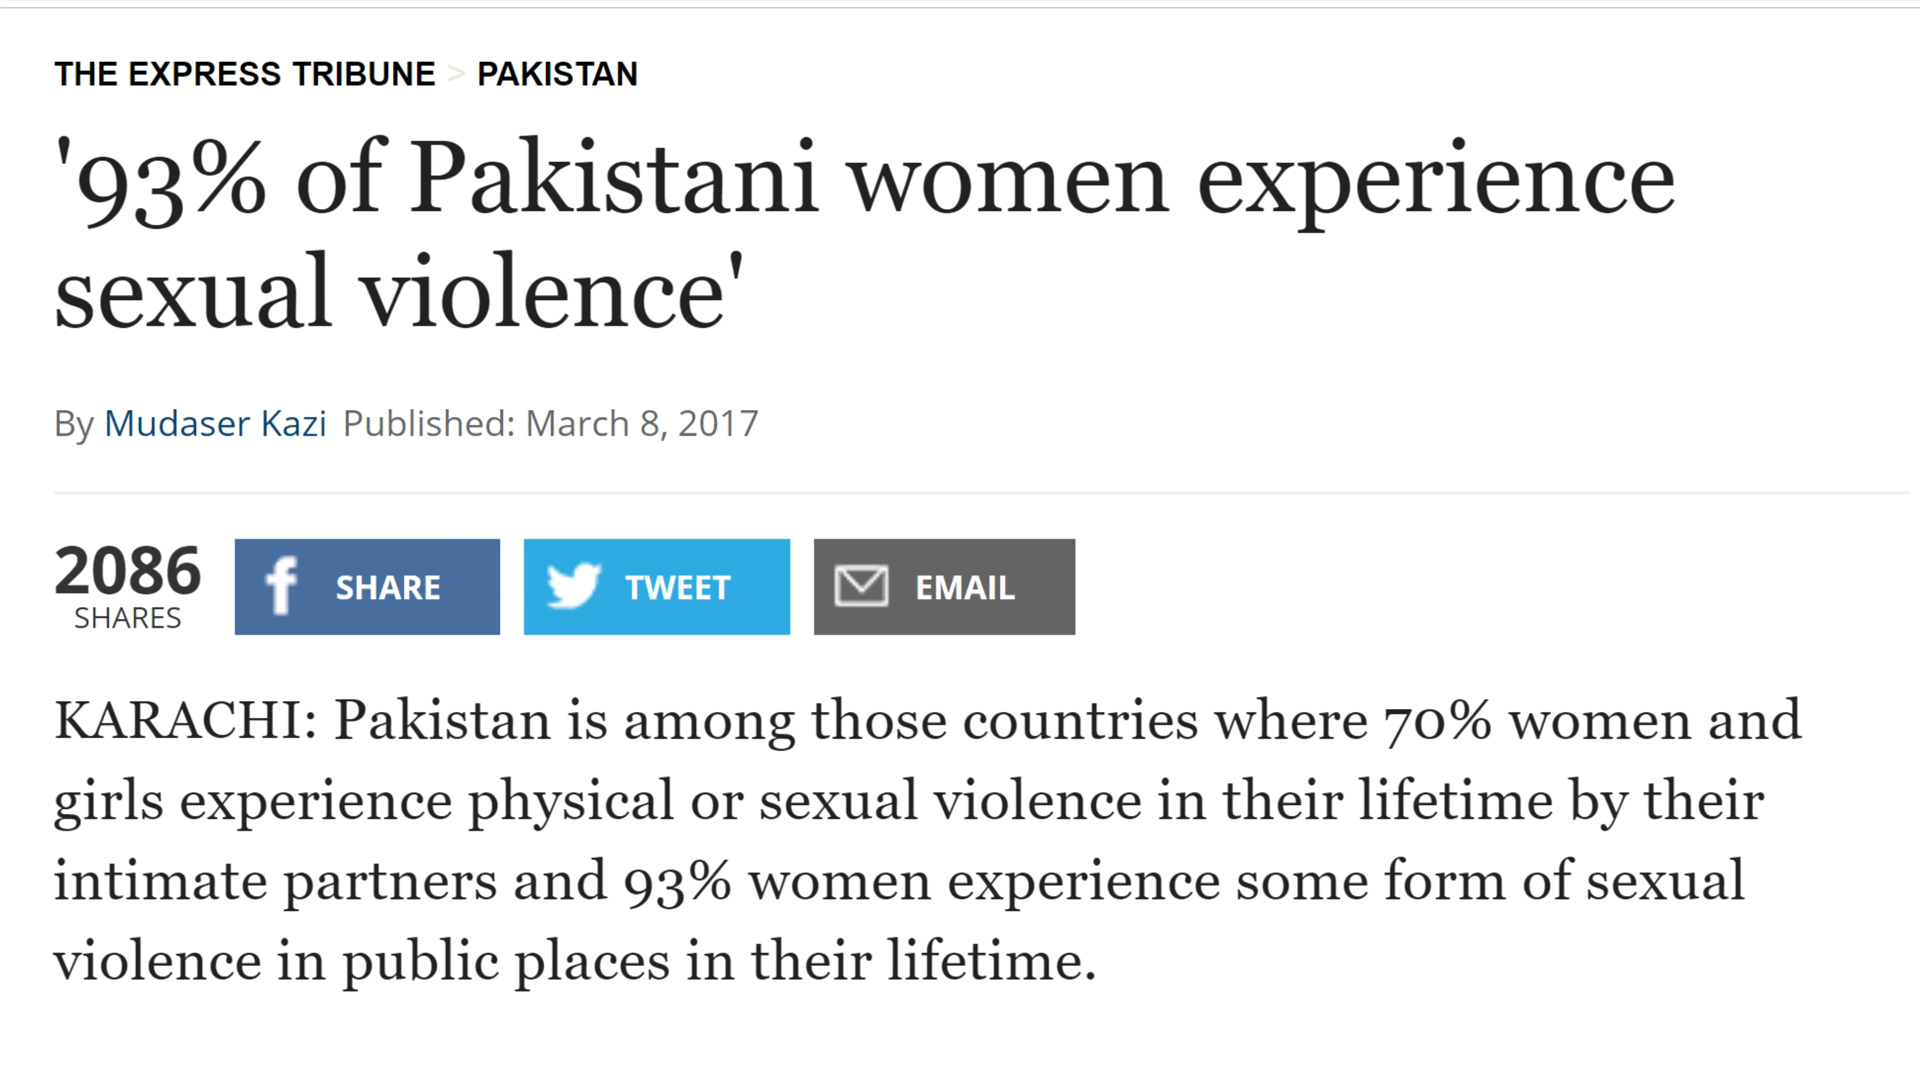 THE EXPRESS TRIBUNE > PAKISTAN
'93% of Pakistani women experience
sexual violence'
By Mudaser Kazi Published: March 8, 2017
2086
SHARES
SHARE
TWEET
EMAIL
KARACHI: Pakistan is among those countries where 70% women and
girls experience physical or sexual violence in their lifetime by their
intimate partners and 93% women experience some form of sexual
violence in public places in their lifetime.